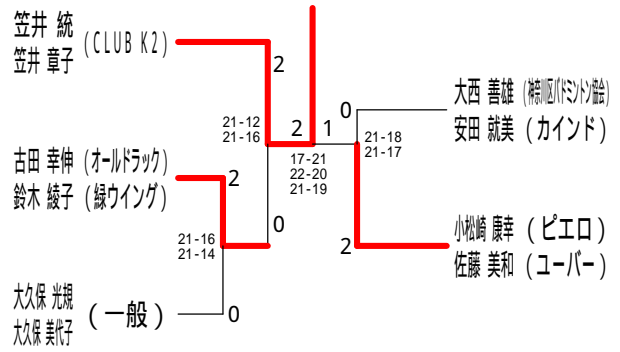 笠井 統
笠井 章子 (CLUB K2)
2
21-12
21-16
古田 幸伸 (オールドラック)
鈴木 綾子 (緑ウイング)
2
0
21-16
21-14
大久保 光規
大久保 美代子 (一般)
0
2 1
17-21
22-20
21-19
0
大西 善雄 (神奈川区バドミントン協会)
安田 就美 (カインド)
21-18
21-17
2
小松崎 康幸 (ピエロ)
佐藤 美和 (ユーバー)